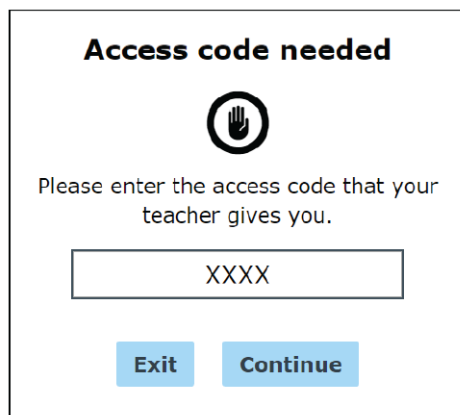 Access code needed
Please enter the access code that your
teacher gives you.
XXXX
Exit Continue